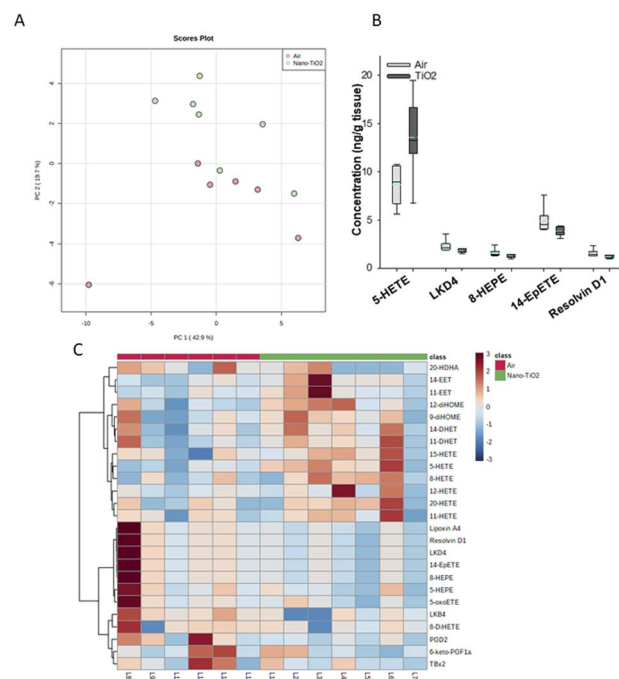 A
B
Scores Plot
Air
Nano-TiO2
PC 2 ( 19.7 %)
4
2
0
-2
-4
-6
-10
-5
0
5
PC 1 ( 42.9 %)
Air
TiO2
Concentration (ng/g tissue)
20
15
10
5
0
5-HETE
LKD4
8-HEPE
14-EpETE
Resolvin D1
C
class
20-HDHA
14-EET
11-EET
12-diHOME
9-diHOME
14-DHET
11-DHET
15-HETE
5-HETE
8-HETE
12-HETE
20-HETE
11-HETE
Lipoxin A4
Resolvin D1
LKD4
14-EpETE
8-HEPE
5-HEPE
5-oxoETE
LKB4
8-D-HETE
PGD2
6-keto-PGF1a
TBx2
3
2
1
0
-1
-2
-3
class
Air
Nano-TiO2